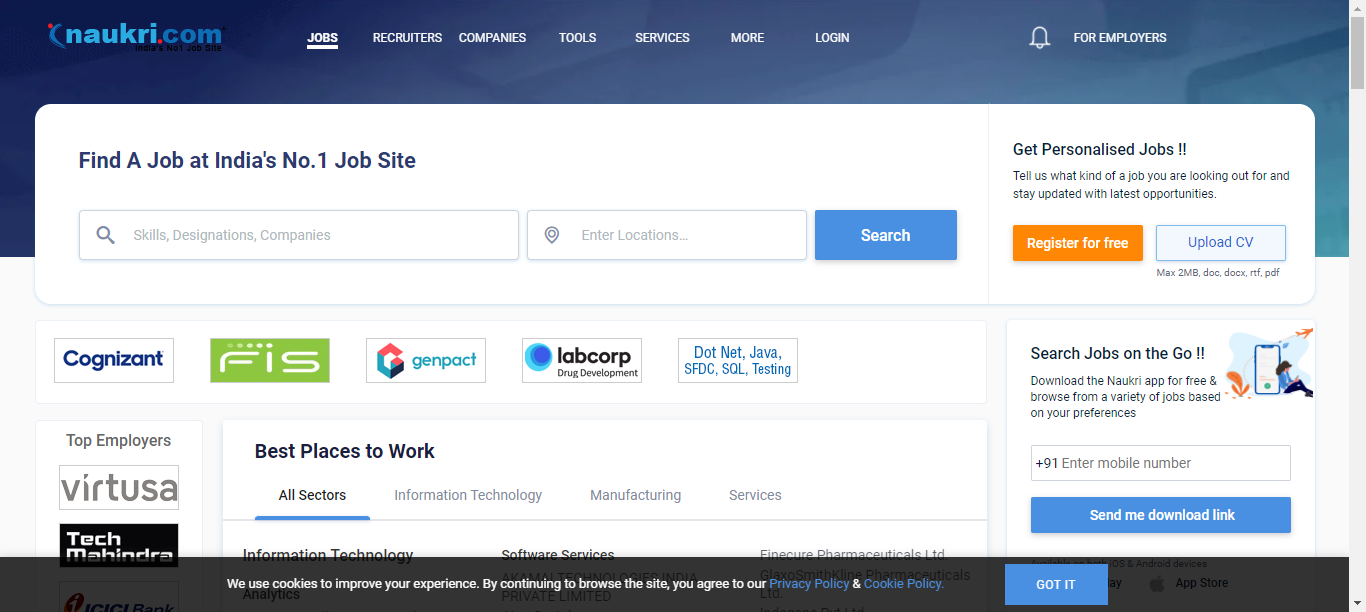 naukri.com
India's No1 Job Site
JOBS
RECRUITERS
COMPANIES
TOOLS
SERVICES
MORE
LOGIN
FOR EMPLOYERS
Find A Job at India's No.1 Job Site
Skills, Designations, Companies
Enter Locations...
Search
Get Personalised Jobs !!
Tell us what kind of a job you are looking out for and
stay updated with latest opportunities.
Register for free
Upload CV
Max 2MB, doc, docx, rtf, pdf
Cognizant
FIS
genpact
labcorp
Drug Development
Dot Net, Java,
SFDC, SQL, Testing
Search Jobs on the Go !!
Download the Naukri app for free &
browse from a variety of jobs based
on your preferences
+91 Enter mobile number
Send me download link
Available on both iOS & Android devices
App Store
Top Employers
virtusa
Tech
Mahindra
ICICI Bank
Best Places to Work
All Sectors
Information Technology
Manufacturing
Services
Information Technology
Analytics
Software Services
AKAMAI TECHNOLOGIES INDIA
PRIVATE LIMITED
Finecure Pharmaceuticals Ltd
GlaxoSmithKline Pharmaceuticals
Ltd.
We use cookies to improve your experience. By continuing to browse the site, you agree to our Privacy Policy & Cookie Policy.
GOT IT